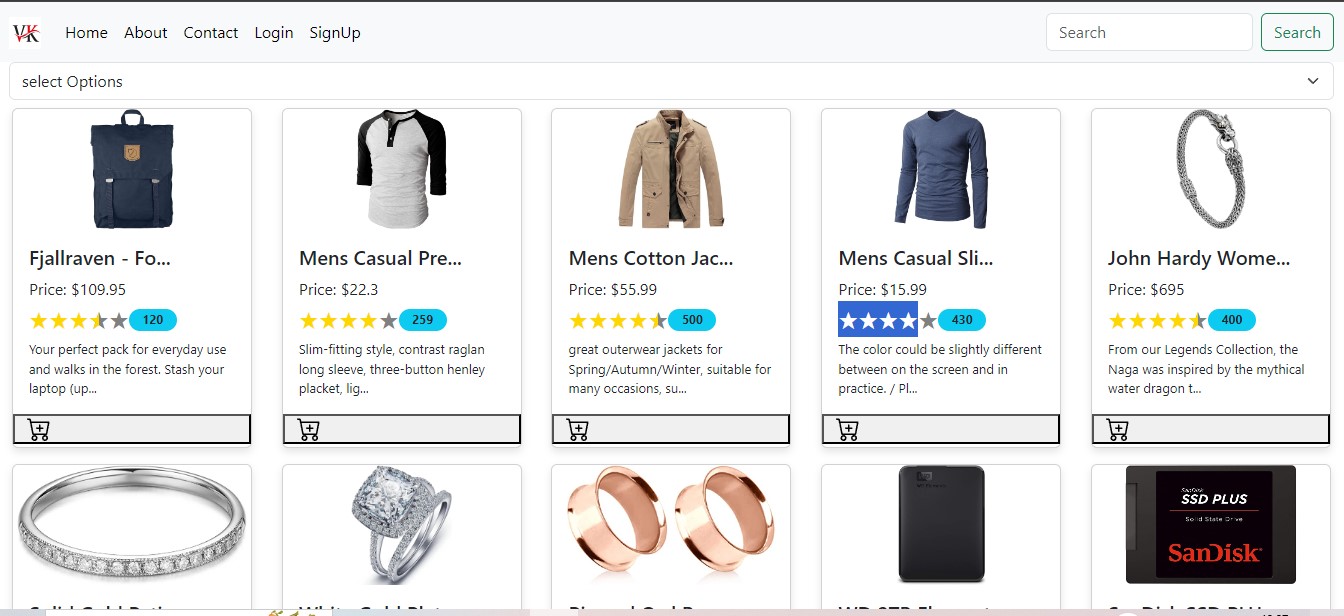 VK Home About Contact Login SignUp Search Search
select Options
Fjallraven - Fo...
Price: $109.95
120
Your perfect pack for everyday use
and walks in the forest. Stash your
laptop (up...
Mens Casual Pre...
Price: $22.3
259
Slim-fitting style, contrast raglan
long sleeve, three-button henley
placket, lig...
Mens Cotton Jac...
Price: $55.99
500
great outerwear jackets for
Spring/Autumn/Winter, suitable for
many occasions, su...
Mens Casual Sli...
Price: $15.99
430
The color could be slightly different
between on the screen and in
practice. / Pl...
John Hardy Wome...
Price: $695
400
From our Legends Collection, the
Naga was inspired by the mythical
water dragon t...
SanDisk
SSD PLUS
Solid State Drive
SanDisk